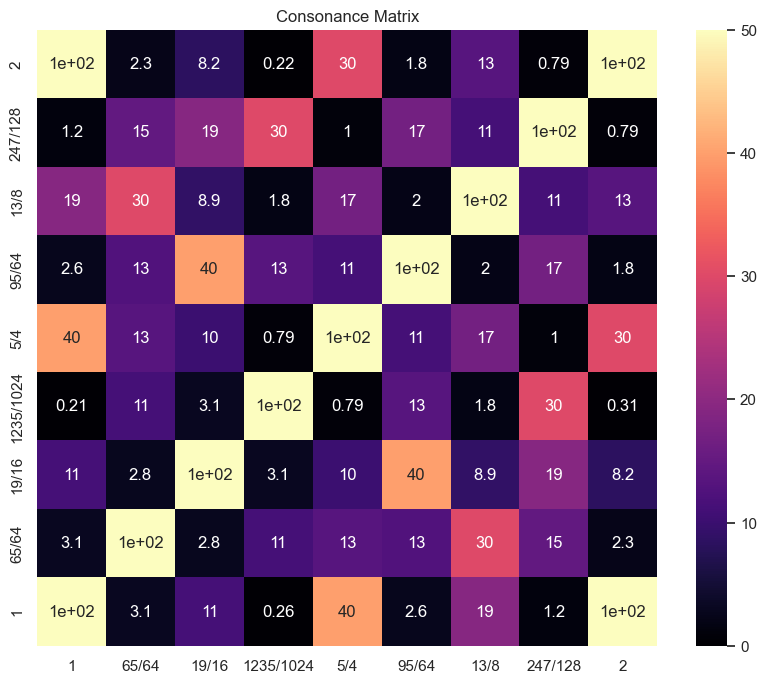 Consonance Matrix
2 1e+02 2.3 8.2 0.22 30 1.8 13 0.79 1e+02
247/128 1.2 15 19 30 1 17 11 1e+02 0.79
13/8 19 30 8.9 1.8 17 2 1e+02 11 13
95/64 2.6 13 40 13 11 1e+02 2 17 1.8
5/4 40 13 10 0.79 1e+02 11 17 1 30
1235/1024 0.21 11 3.1 1e+02 0.79 13 1.8 30 0.31
19/16 11 2.8 1e+02 3.1 10 40 8.9 19 8.2
65/64 3.1 1e+02 2.8 11 13 13 30 15 2.3
1 1e+02 3.1 11 0.26 40 2.6 19 1.2 1e+02
1 65/64 19/16 1235/1024 5/4 95/64 13/8 247/128 2
50
40
30
20
10
0